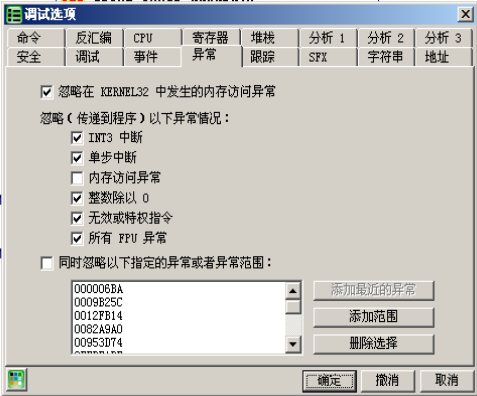 调试选项
命令 反汇编 CPU 寄存器 堆栈 分析 1 分析 2 分析 3
安全 调试 事件 异常 跟踪 SFX 字符串 地址
忽略在 KERNEL32 中发生的内存访问异常
忽略(传递到程序)以下异常情况：
INT3 中断
单步中断
内存访问异常
整数除以 0
无效或特权指令
所有 FPU 异常
同时忽略以下指定的异常或者异常范围：
000006BA
添加最近的异常
0009B25C
0012FB14
添加范围
0082A9A0
00953D74
删除选择
确定 撤消 取消